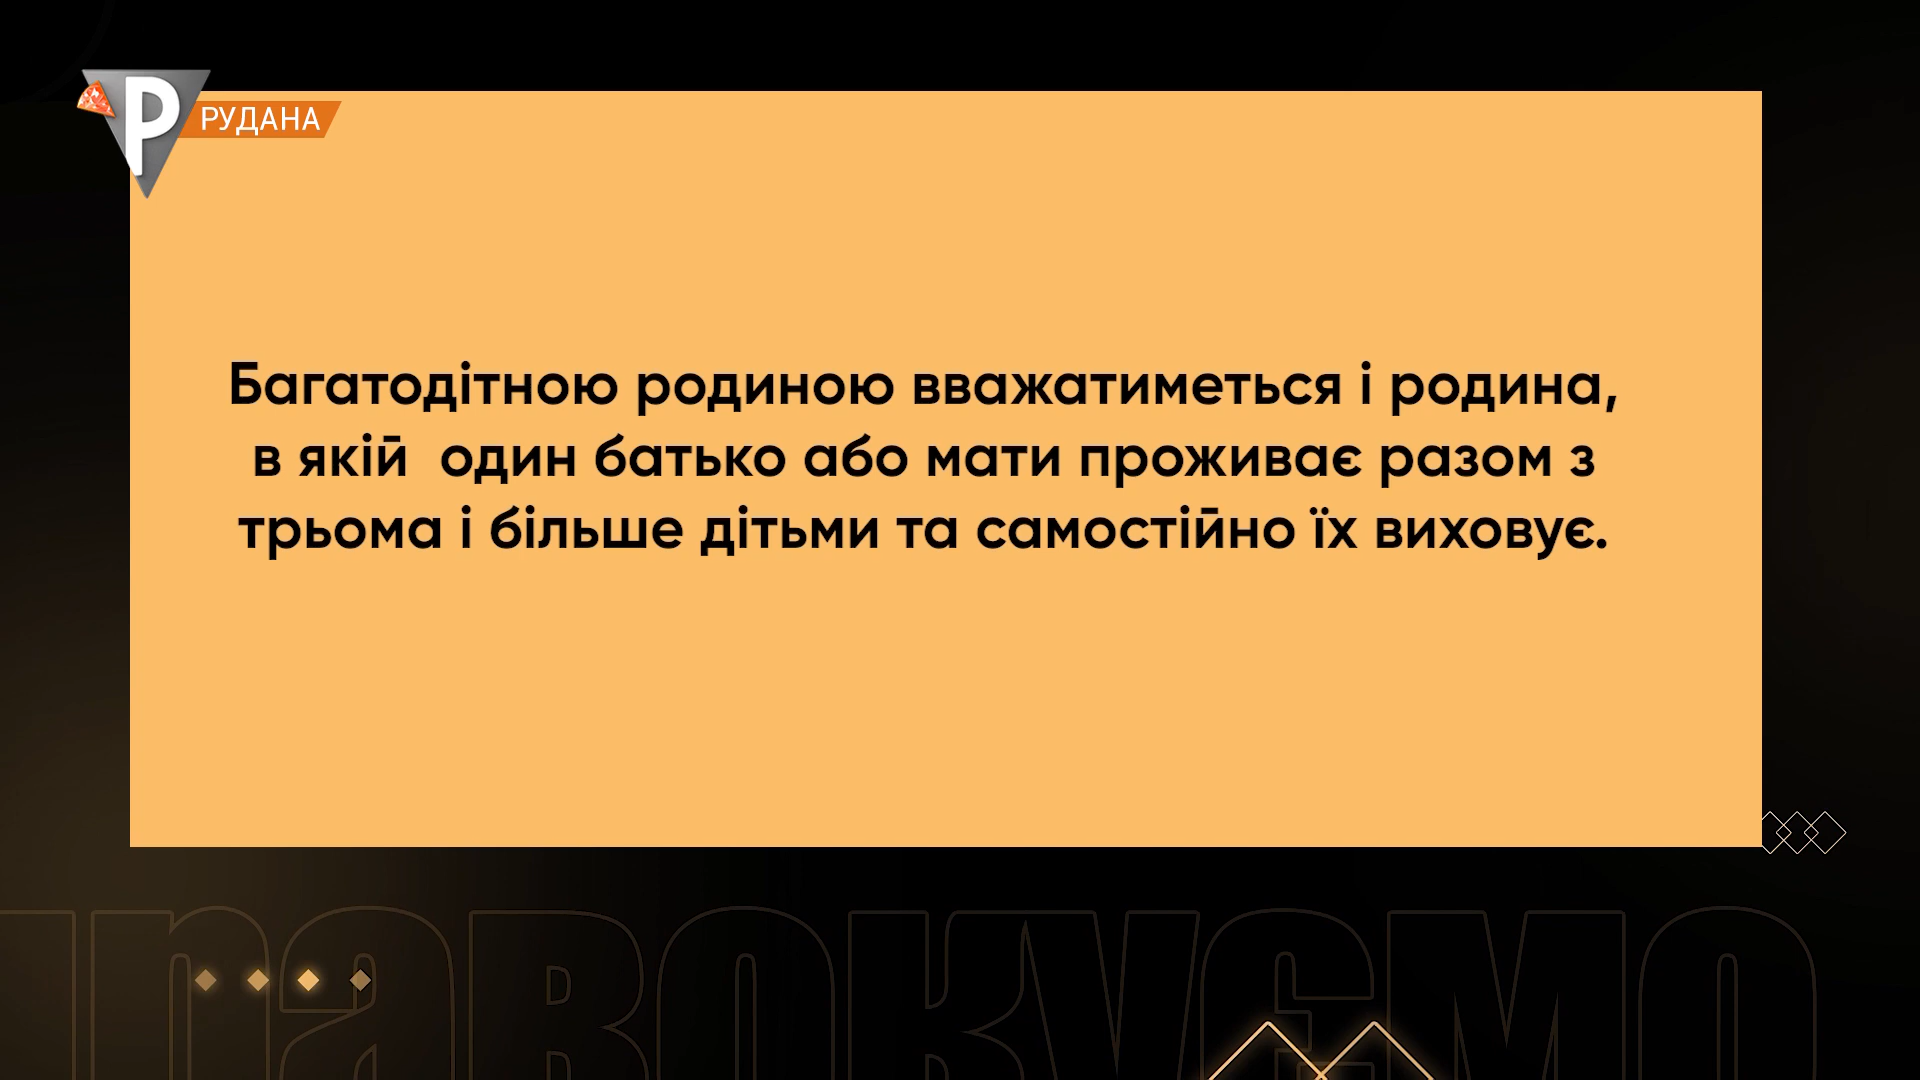 Р
РУДАНА
Багатодітною родиною вважатиметься і родина,
в якій один батько або мати проживає разом з
трьома і більше дітьми та самостійно їх виховує.
равокуємо